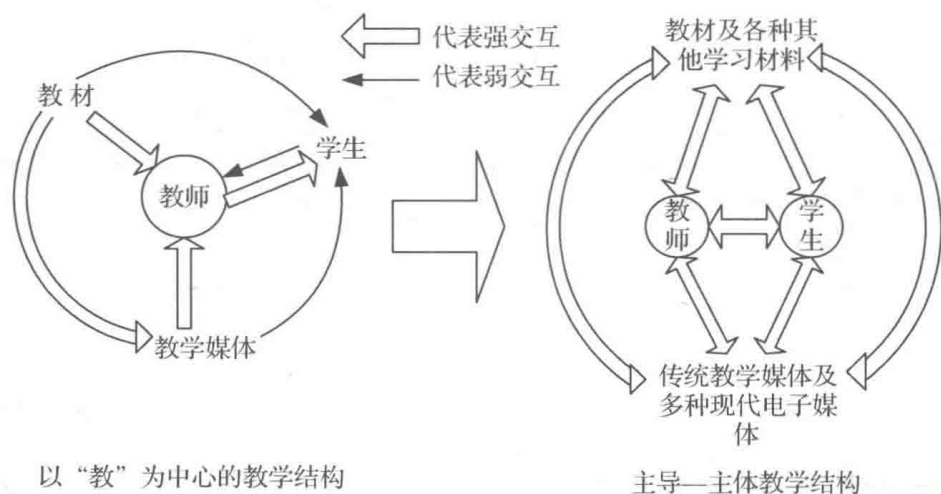 代表强交互
代表弱交互
教材
学生
教师
教学媒体
以“教”为中心的教学结构
教材及各种其
他学习材料
教
师
学
生
传统教学媒体及
多种现代电子媒
体
主导—主体教学结构